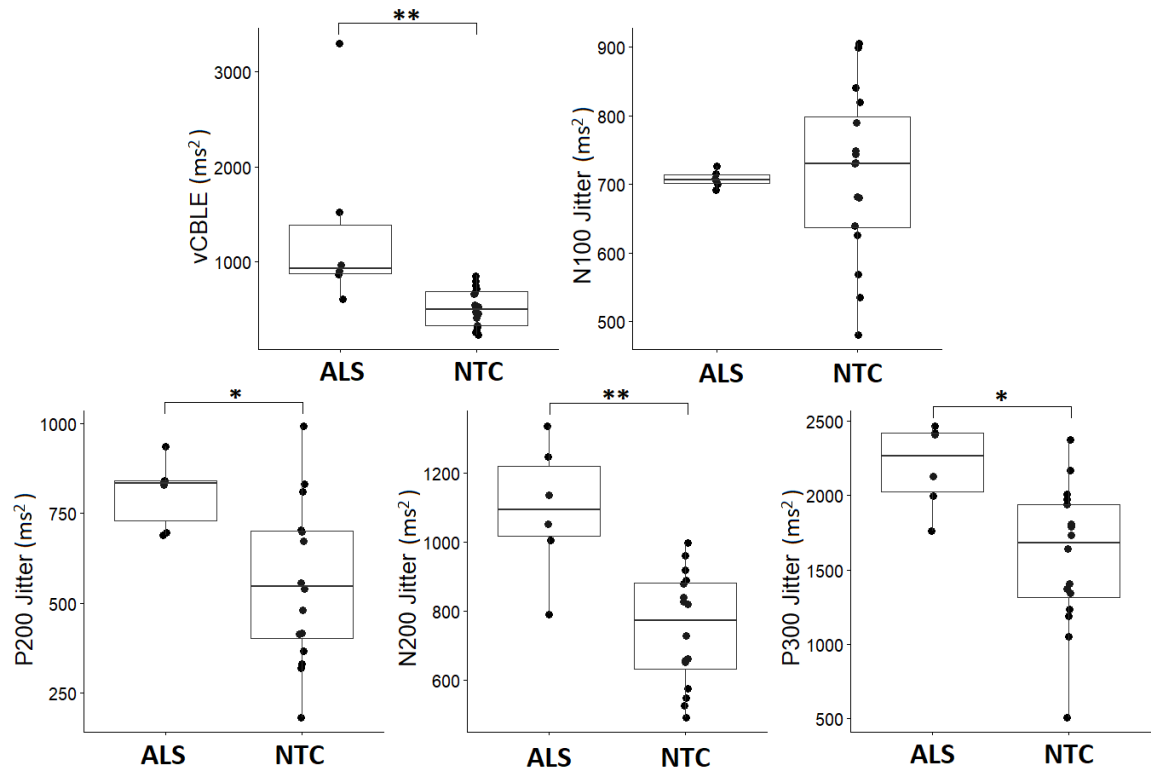 **
vCBLE (ms²)
3000
2000
1000
ALS
NTC
N100 Jitter (ms²)
900
800
700
600
500
ALS
NTC
*
P200 Jitter (ms²)
1000
750
500
250
ALS
NTC
**
N200 Jitter (ms²)
1200
1000
800
600
ALS
NTC
*
P300 Jitter (ms²)
2500
2000
1500
1000
500
ALS
NTC